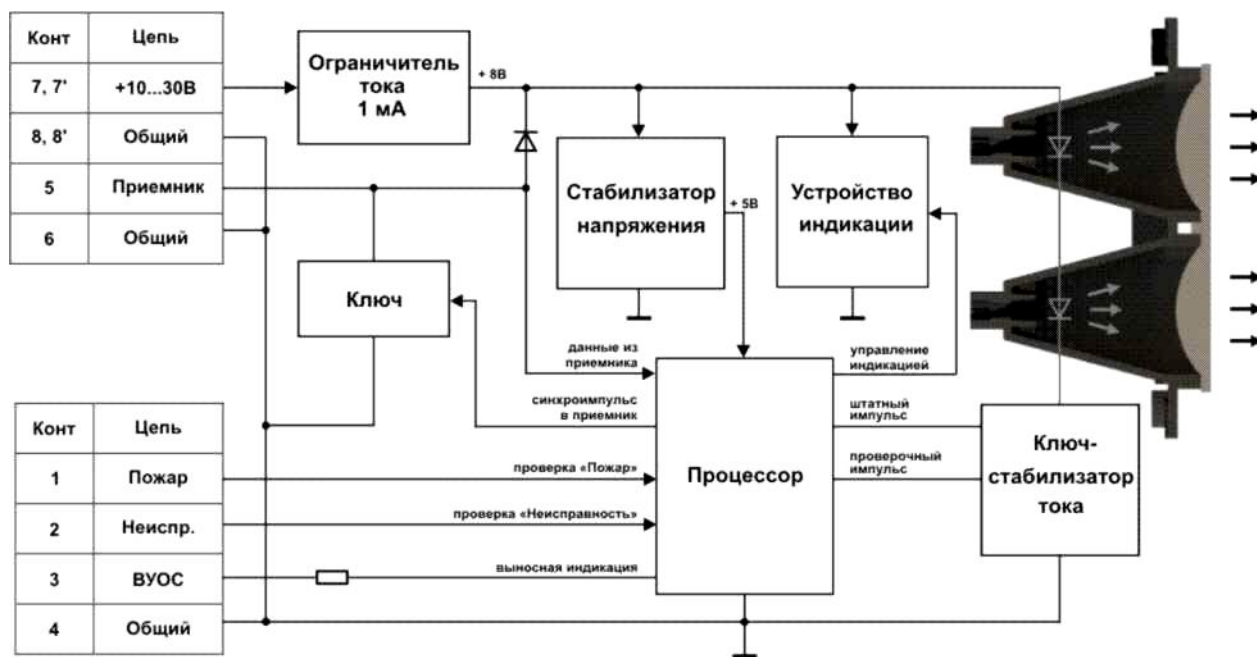 Конт Цепь
7, 7' +10...30В
8, 8' Общий
5 Приемник
6 Общий
Ограничитель
тока
1 мА
+ 8В
Стабилизатор
напряжения
+ 5В
Устройство
индикации
Ключ
данные из
приемника
синхроимпульс
в приемник
управление
индикацией
штатный
импульс
проверочный
импульс
Процессор
Ключ-
стабилизатор
тока
Конт Цепь
1 Пожар
2 Неиспр.
3 ВУОС
4 Общий
проверка «Пожар»
проверка «Неисправность»
выносная индикация